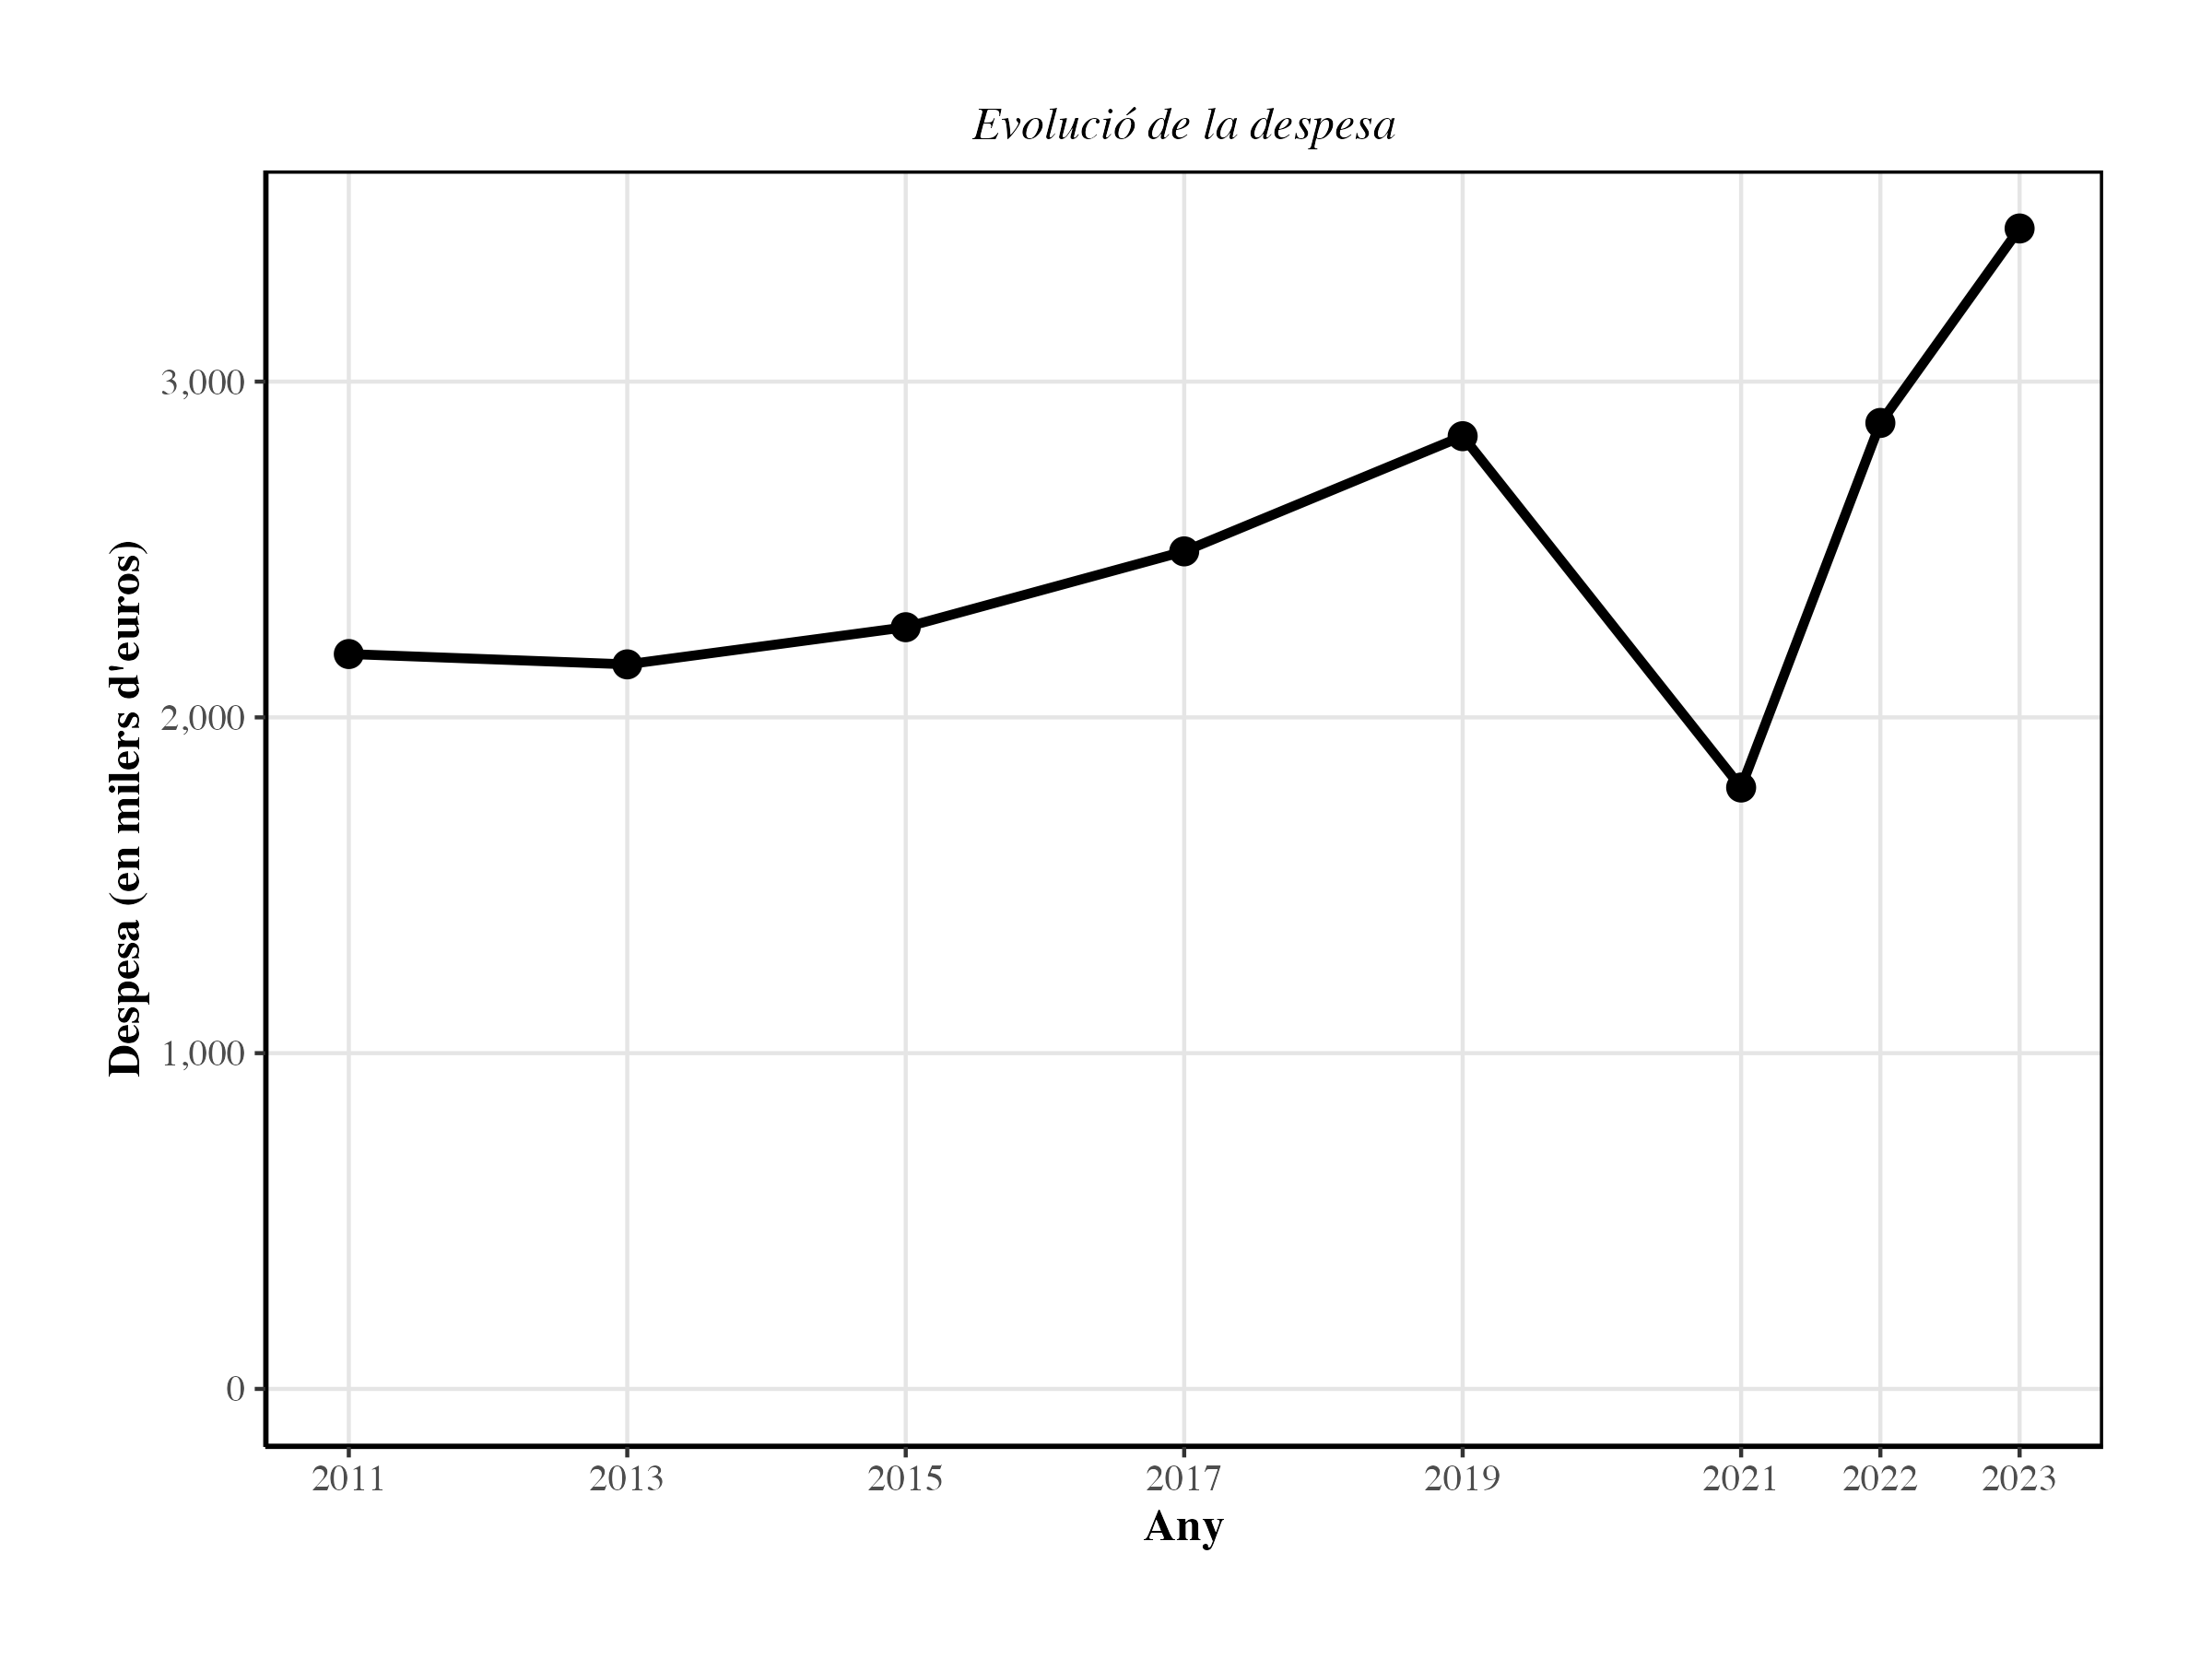 Evolució de la despesa
Despesa (en milers d'euros)
3,000
2,000
1,000
0
2011 2013 2015 2017 2019 2021 2022 2023
Any